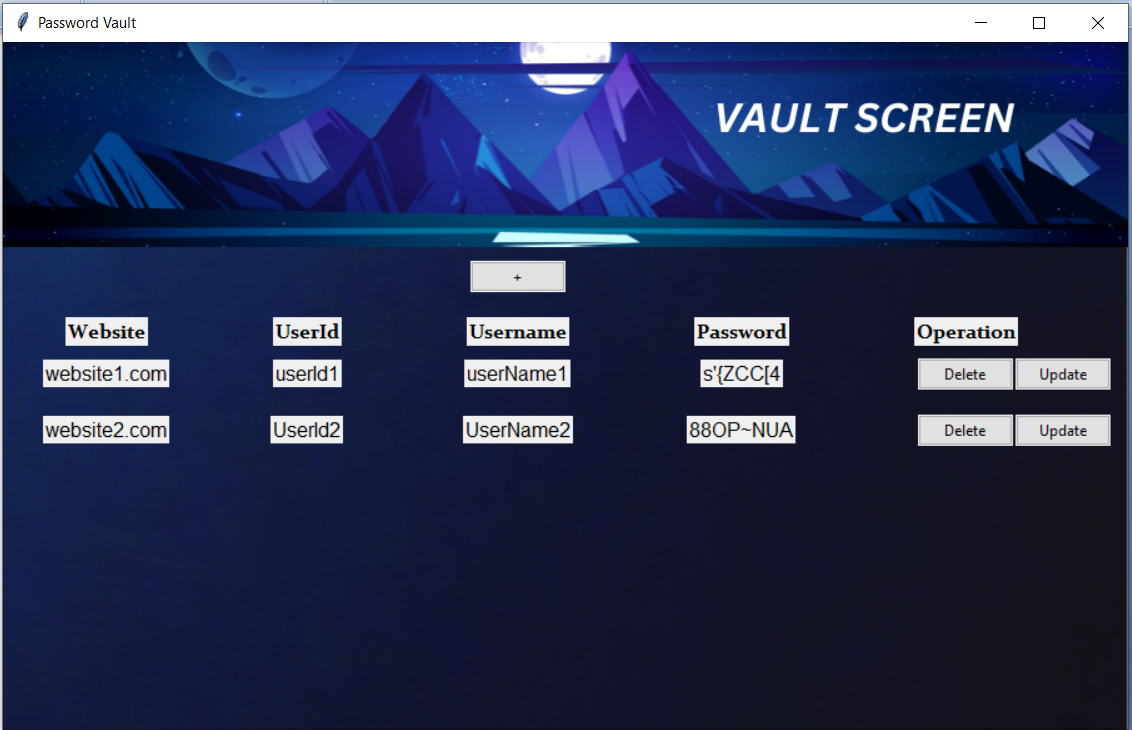 Password Vault
VAULT SCREEN
+
Website UserId Username Password Operation
website1.com userId1 userName1 s'{ZCC[4 Delete Update
website2.com UserId2 UserName2 88OP~NUA Delete Update